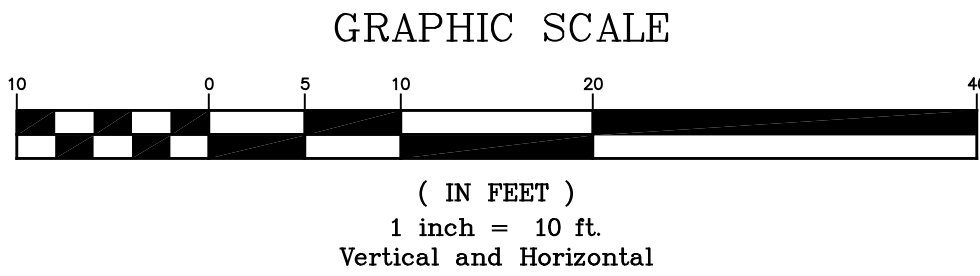 GRAPHIC SCALE
10 0 5 10 20 40
( IN FEET )
1 inch = 10 ft.
Vertical and Horizontal